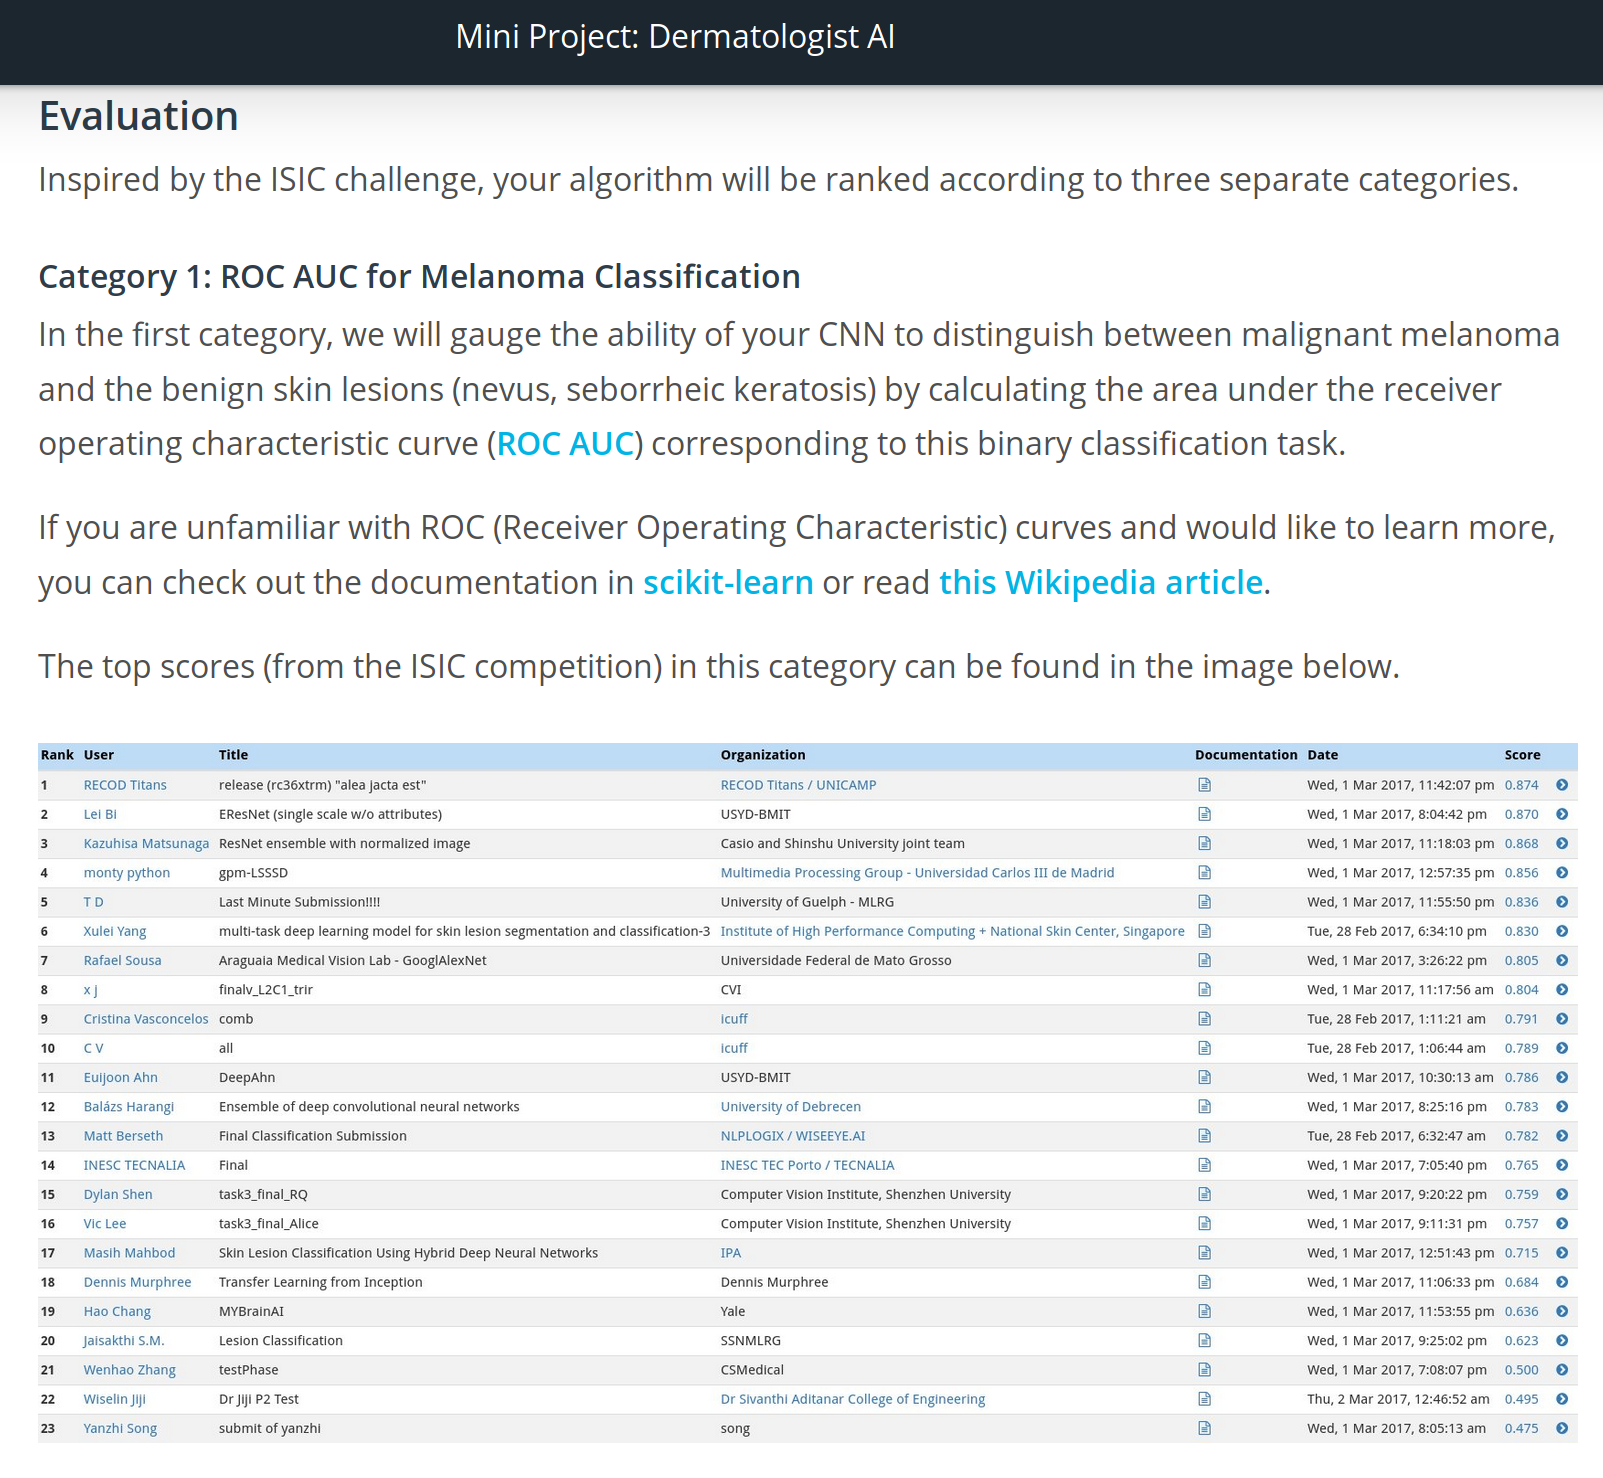 Mini Project: Dermatologist AI
Evaluation
Inspired by the ISIC challenge, your algorithm will be ranked according to three separate categories.
Category 1: ROC AUC for Melanoma Classification
In the first category, we will gauge the ability of your CNN to distinguish between malignant melanoma
and the benign skin lesions (nevus, seborrheic keratosis) by calculating the area under the receiver
operating characteristic curve (ROC AUC) corresponding to this binary classification task.
If you are unfamiliar with ROC (Receiver Operating Characteristic) curves and would like to learn more,
you can check out the documentation in scikit-learn or read this Wikipedia article.
The top scores (from the ISIC competition) in this category can be found in the image below.
Rank User Title Organization Documentation Date Score
1 RECOD Titans release (rc36xtrm) "alea jacta est" RECOD Titans / UNICAMP Wed, 1 Mar 2017, 11:42:07 pm 0.874
2 Lei Bi EResNet (single scale w/o attributes) USYD-BMIT Wed, 1 Mar 2017, 8:04:42 pm 0.870
3 Kazuhisa Matsunaga ResNet ensemble with normalized image Casio and Shinshu University joint team Wed, 1 Mar 2017, 11:18:03 pm 0.868
4 monty python gpm-LSSSD Multimedia Processing Group - Universidad Carlos III de Madrid Wed, 1 Mar 2017, 12:57:35 pm 0.856
5 T D Last Minute Submission!!!! University of Guelph - MLRG Wed, 1 Mar 2017, 11:55:50 pm 0.836
6 Xulei Yang multi-task deep learning model for skin lesion segmentation and classification-3 Institute of High Performance Computing + National Skin Center, Singapore Tue, 28 Feb 2017, 6:34:10 pm 0.830
7 Rafael Sousa Araguaia Medical Vision Lab - GooglAlexNet Universidade Federal de Mato Grosso Wed, 1 Mar 2017, 3:26:22 pm 0.805
8 x j finalv_L2C1_trir CVI Wed, 1 Mar 2017, 11:17:56 am 0.804
9 Cristina Vasconcelos comb icuff Tue, 28 Feb 2017, 1:11:21 am 0.791
10 C V all icuff Tue, 28 Feb 2017, 1:06:44 am 0.789
11 Euijoon Ahn DeepAhn USYD-BMIT Wed, 1 Mar 2017, 10:30:13 am 0.786
12 Balázs Harangi Ensemble of deep convolutional neural networks University of Debrecen Wed, 1 Mar 2017, 8:25:16 pm 0.783
13 Matt Berseth Final Classification Submission NLPLOGIX / WISEEYE.AI Tue, 28 Feb 2017, 6:32:47 am 0.782
14 INESC TECNALIA Final INESC TEC Porto / TECNALIA Wed, 1 Mar 2017, 7:05:40 pm 0.765
15 Dylan Shen task3_final_RQ Computer Vision Institute, Shenzhen University Wed, 1 Mar 2017, 9:20:22 pm 0.759
16 Vic Lee task3_final_Alice Computer Vision Institute, Shenzhen University Wed, 1 Mar 2017, 9:11:31 pm 0.757
17 Masih Mahbod Skin Lesion Classification Using Hybrid Deep Neural Networks IPA Wed, 1 Mar 2017, 12:51:43 pm 0.715
18 Dennis Murphree Transfer Learning from Inception Dennis Murphree Wed, 1 Mar 2017, 11:06:33 pm 0.684
19 Hao Chang MYBrainAI Yale Wed, 1 Mar 2017, 11:53:55 pm 0.636
20 Jaisakthi S.M. Lesion Classification SSNMLRG Wed, 1 Mar 2017, 9:25:02 pm 0.623
21 Wenhao Zhang testPhase CSMedical Wed, 1 Mar 2017, 7:08:07 pm 0.500
22 Wiselin Jiji Dr Jiji P2 Test Dr Sivanthi Aditanar College of Engineering Thu, 2 Mar 2017, 12:46:52 am 0.495
23 Yanzhi Song submit of yanzhi song Wed, 1 Mar 2017, 8:05:13 am 0.475